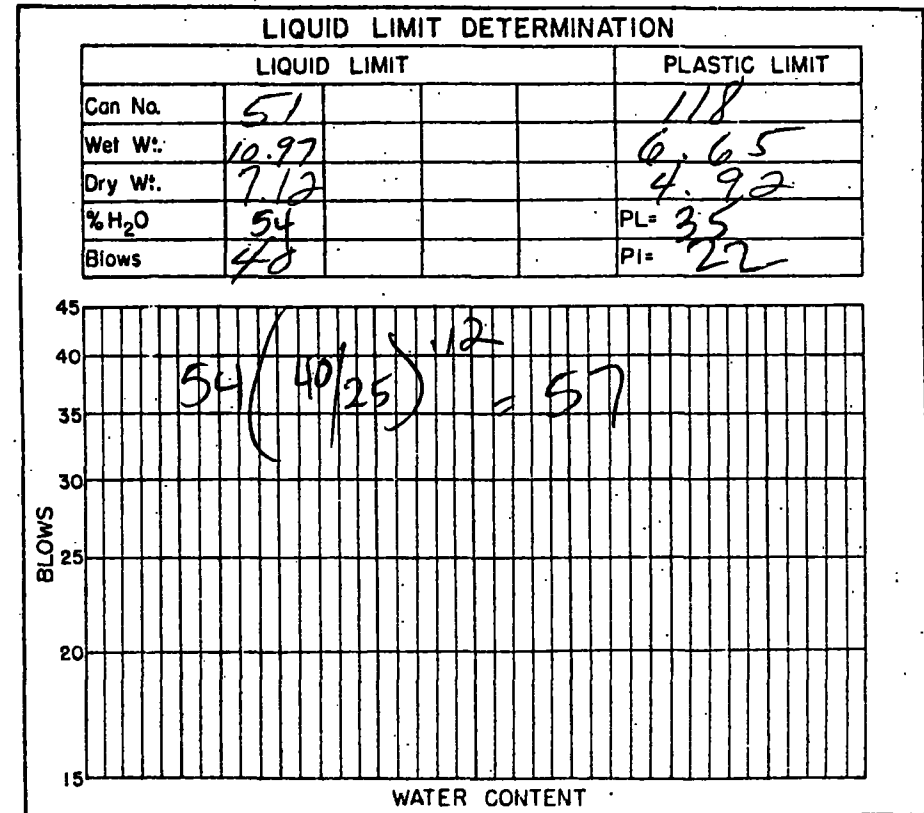 LIQUID LIMIT DETERMINATION
LIQUID LIMIT PLASTIC LIMIT
Can No. 51 118
Wet Wt. 10.97 6.65
Dry Wt. 7.12 4.92
% H2O 54 PL= 35
Blows 40 PI= 22
45
40
35
30
25
20
15
BLOWS
54 (40/25) .12 = 57
WATER CONTENT